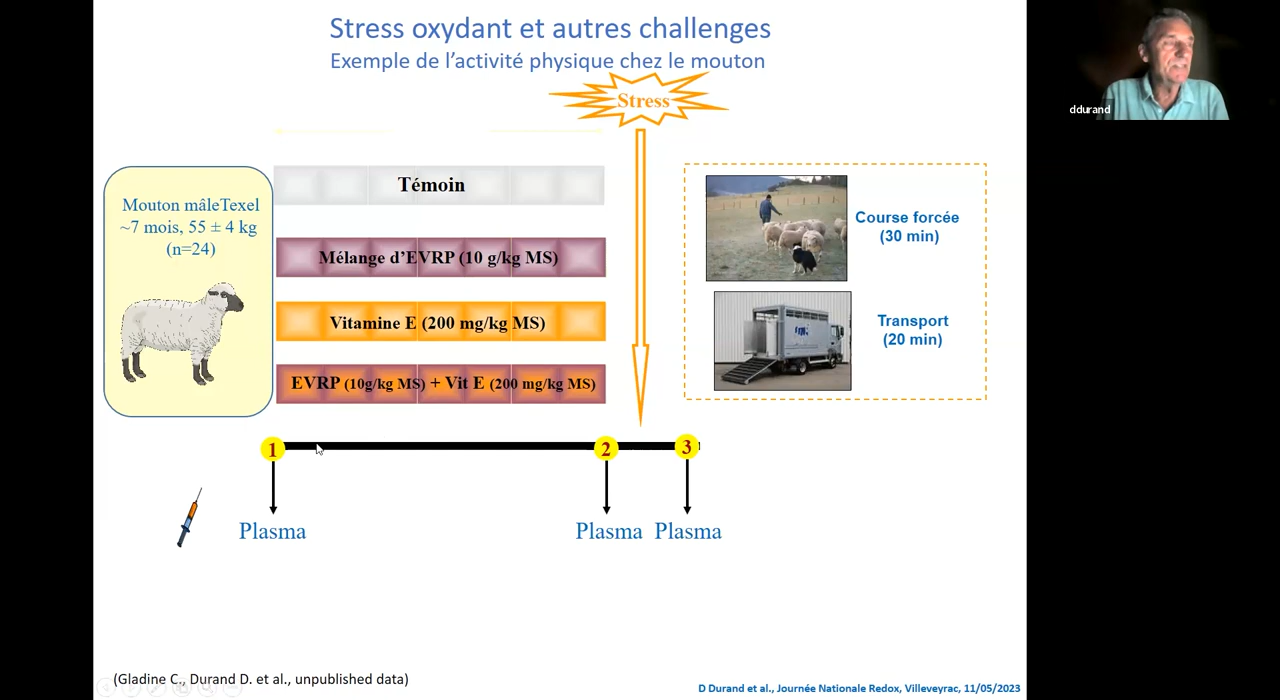 Stress oxydant et autres challenges
Exemple de l'activité physique chez le mouton
Stress
ddurand
Mouton mâleTexel
~7 mois, 55 ± 4 kg
(n=24)
Témoin
Mélange d'EVRP (10 g/kg MS)
Vitamine E (200 mg/kg MS)
EVRP (10g/kg MS) + Vit E (200 mg/kg MS)
Course forcée
(30 min)
Transport
(20 min)
1
2
3
Plasma
Plasma
Plasma
(Gladine C., Durand D. et al., unpublished data)
D Durand et al., Journée Nationale Redox, Villeveyrac, 11/05/2023